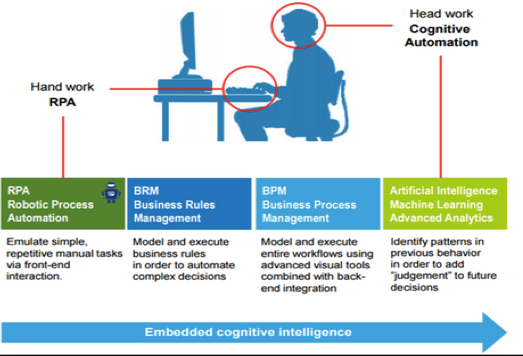 Head work
Cognitive
Automation
Hand work
RPA
RPA
Robotic Process
Automation
Emulate simple,
repetitive manual tasks
via front-end
interaction.
BRM
Business Rules
Management
Model and execute
business rules
in order to automate
complex decisions
BPM
Business Process
Management
Model and execute
entire workflows using
advanced visual tools
combined with back-
end integration
Artificial Intelligence
Machine Learning
Advanced Analytics
Identify patterns in
previous behavior
in order to add
"judgement" to future
decisions
Embedded cognitive intelligence